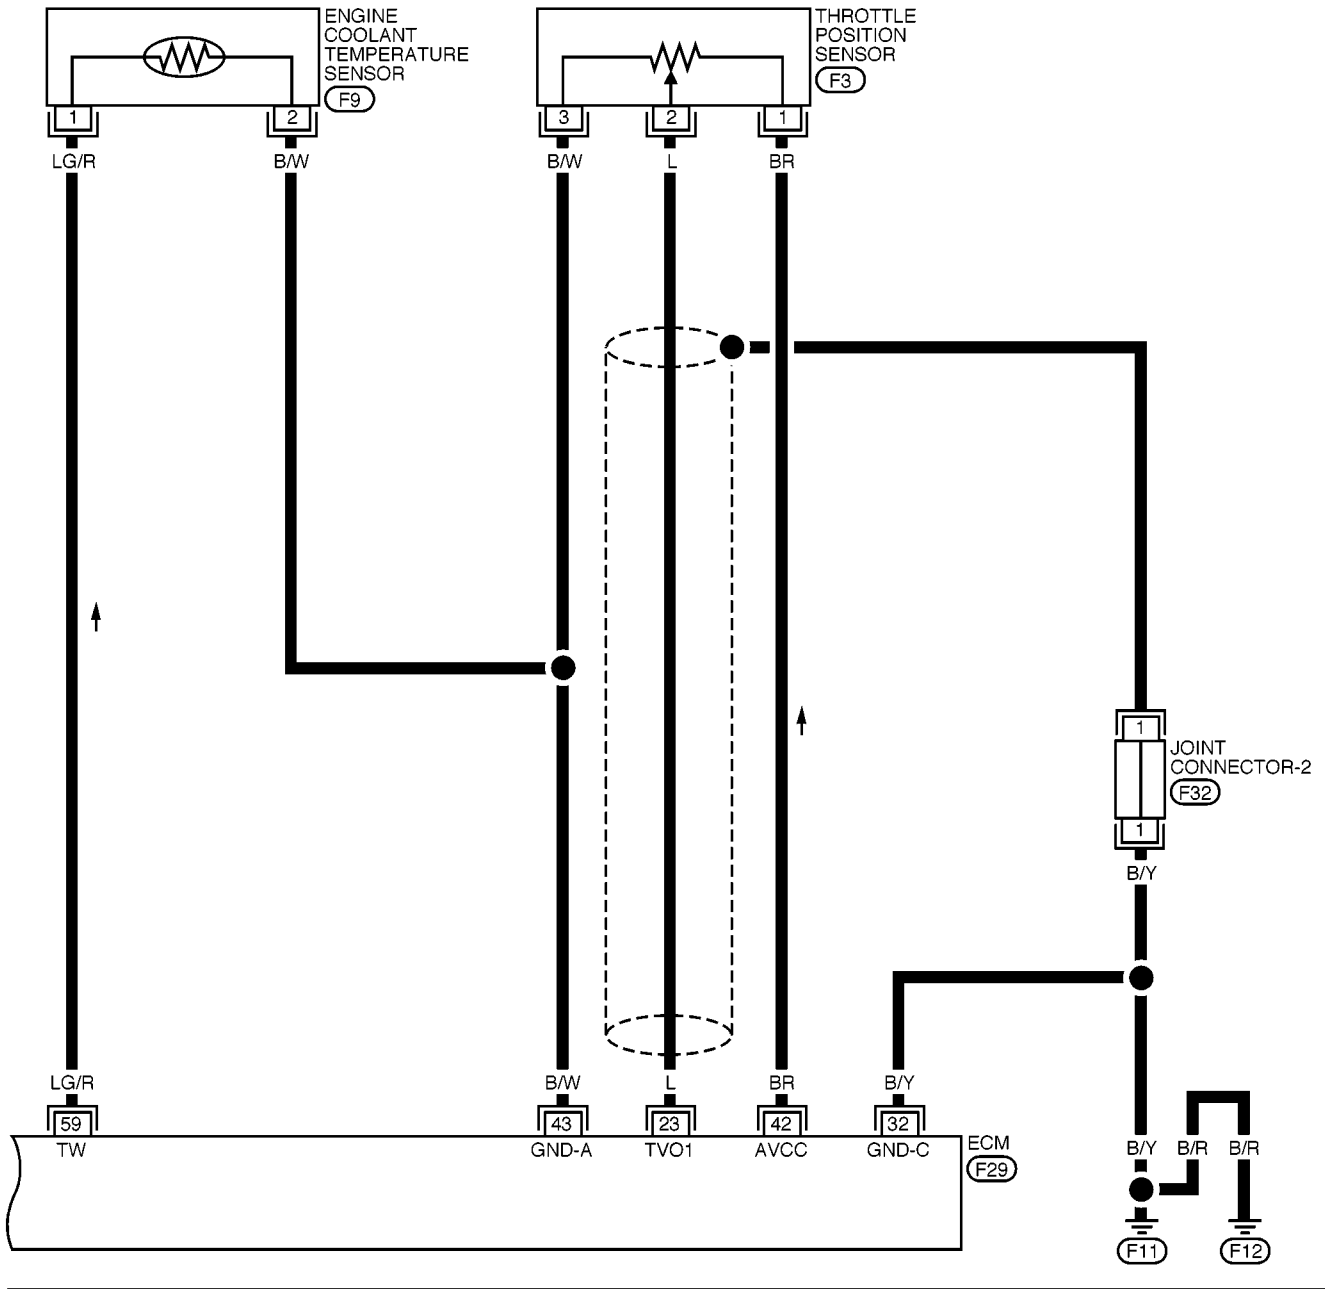 ENGINE
COOLANT
TEMPERATURE
SENSOR
F9
THROTTLE
POSITION
SENSOR
F3
1
2
3
2
1
LG/R
B/W
B/W
L
BR
1
JOINT
CONNECTOR-2
F32
1
B/Y
LG/R
B/W
L
BR
B/Y
59
43
23
42
32
TW
GND-A
TVO1
AVCC
GND-C
ECM
F29
B/Y
B/R
B/R
F11
F12